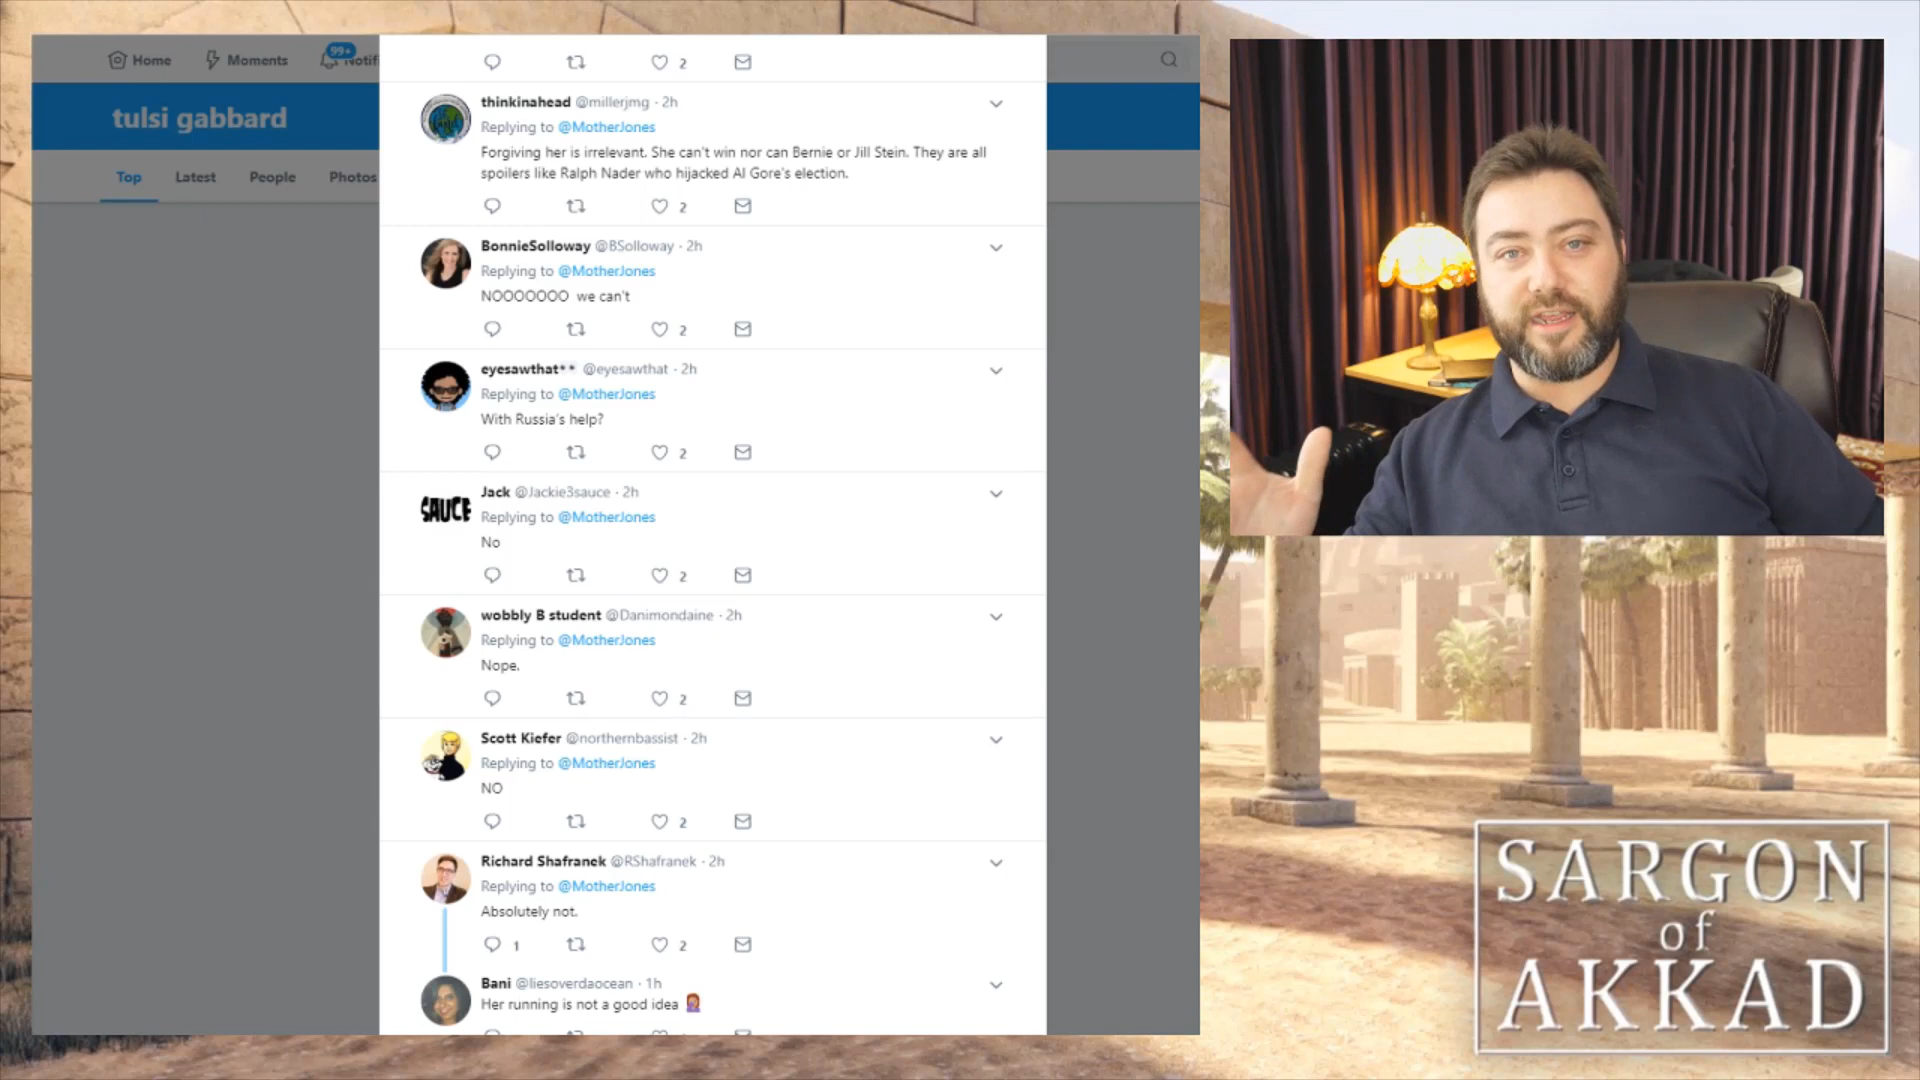 Home
Moments
99+
Notif
tulsi gabbard
Top
Latest
People
Photos
2
thinkinahead @millerjmg · 2h
Replying to @MotherJones
Forgiving her is irrelevant. She can't win nor can Bernie or Jill Stein. They are all
spoilers like Ralph Nader who hijacked Al Gore's election.
2
BonnieSolloway @BSolloway · 2h
Replying to @MotherJones
NOOOOOOO we can't
2
eyesawthat** @eyesawthat · 2h
Replying to @MotherJones
With Russia's help?
2
SAUCE
Jack @Jackie3sauce · 2h
Replying to @MotherJones
No
2
wobbly B student @Danimondaine · 2h
Replying to @MotherJones
Nope.
2
Scott Kiefer @northernbassist · 2h
Replying to @MotherJones
NO
2
Richard Shafranek @RShafranek · 2h
Replying to @MotherJones
Absolutely not.
1 2
Bani @liesoverdaocean · 1h
Her running is not a good idea
SARGON
of
AKKAD